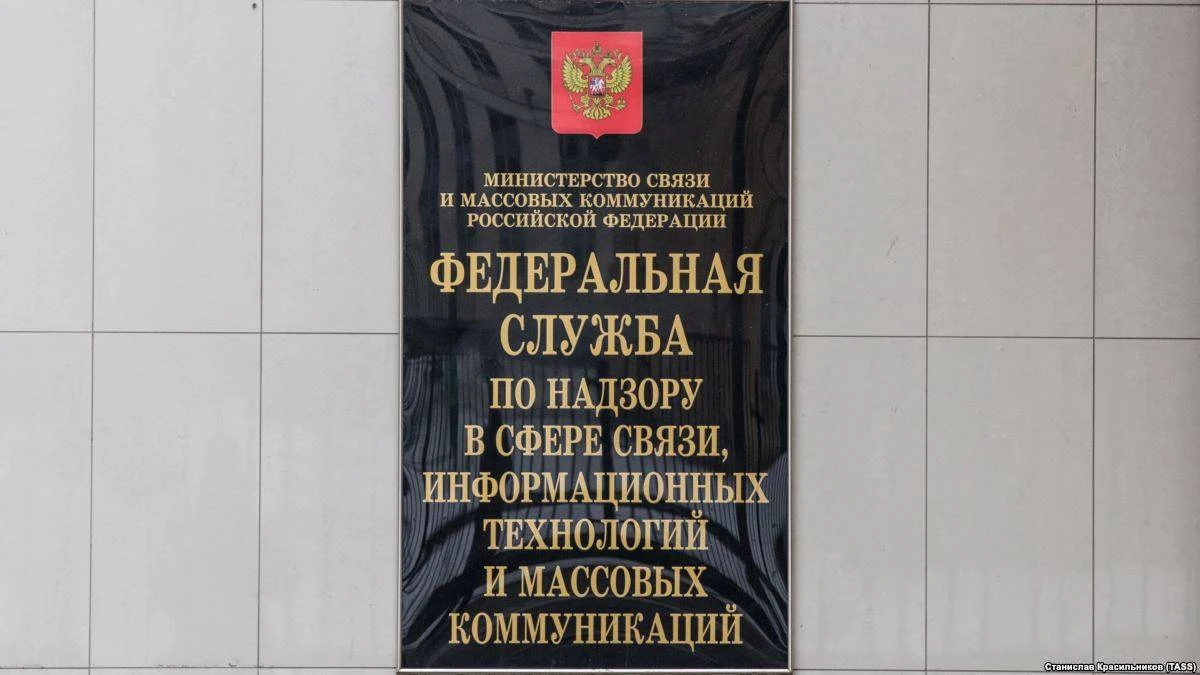 МИНИСТЕРСТВО СВЯЗИ
И МАССОВЫХ КОММУНИКАЦИЙ
РОССИЙСКОЙ ФЕДЕРАЦИИ
ФЕДЕРАЛЬНАЯ
СЛУЖБА
ПО НАДЗОРУ
В СФЕРЕ СВЯЗИ,
ИНФОРМАЦИОННЫХ
ТЕХНОЛОГИЙ
И МАССОВЫХ
КОММУНИКАЦИЙ
Станислав Красильников (TASS)